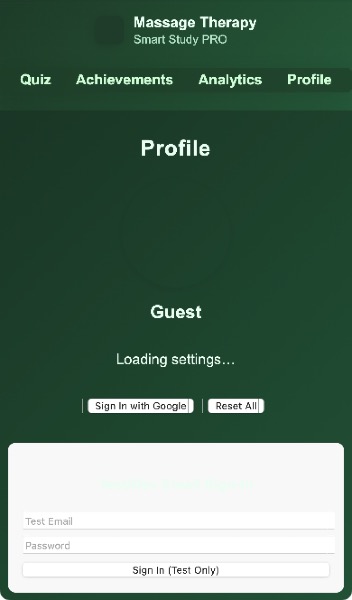 Massage Therapy
Smart Study PRO
Quiz Achievements Analytics Profile
Profile
Guest
Loading settings...
Sign In with Google Reset All
Test Email
Password
Sign In (Test Only)